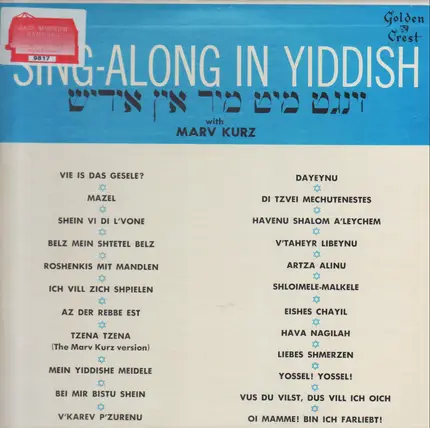 Golden Crest
9817
SING-ALONG IN YIDDISH
זינגט מיט מיר אין אידיש
with
MARV KURZ
VIE IS DAS GESELE?
MAZEL
SHEIN VI DI L'VONE
BELZ MEIN SHTETEL BELZ
ROSHENKIS MIT MANDLEN
ICH VILL ZICH SHPIELEN
AZ DER REBBE EST
TZENA TZENA
(The Marv Kurz version)
MEIN YIDDISHE MEIDELE
BEI MIR BISTU SHEIN
V'KAREV P'ZURENU
DAYEYNU
DI TZVEI MECHUTENESTES
HAVENU SHALOM A'LEYCHEM
V'TAHEYR LIBEYNU
ARTZA ALINU
SHLOIMELE-MALKELE
EISHES CHAYIL
HAVA NAGILAH
LIEBES SHMERZEN
YOSSEL! YOSSEL!
VUS DU VILST, DUS VILL ICH OICH
OI MAMME! BIN ICH FARLIEBT!